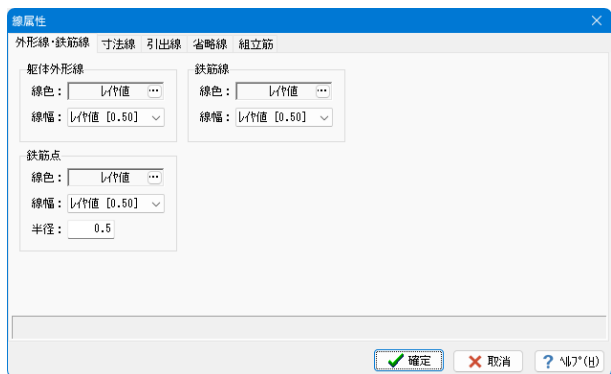 線属性
外形線・鉄筋線 寸法線 引出線 省略線 組立筋
躯体外形線
線色： ﾚｲﾔ値 ...
線幅： ﾚｲﾔ値 [0.50]
鉄筋線
線色： ﾚｲﾔ値 ...
線幅： ﾚｲﾔ値 [0.50]
鉄筋点
線色： ﾚｲﾔ値 ...
線幅： ﾚｲﾔ値 [0.50]
半径： 0.5
確定 取消 ? ﾍﾙﾌﾟ(H)